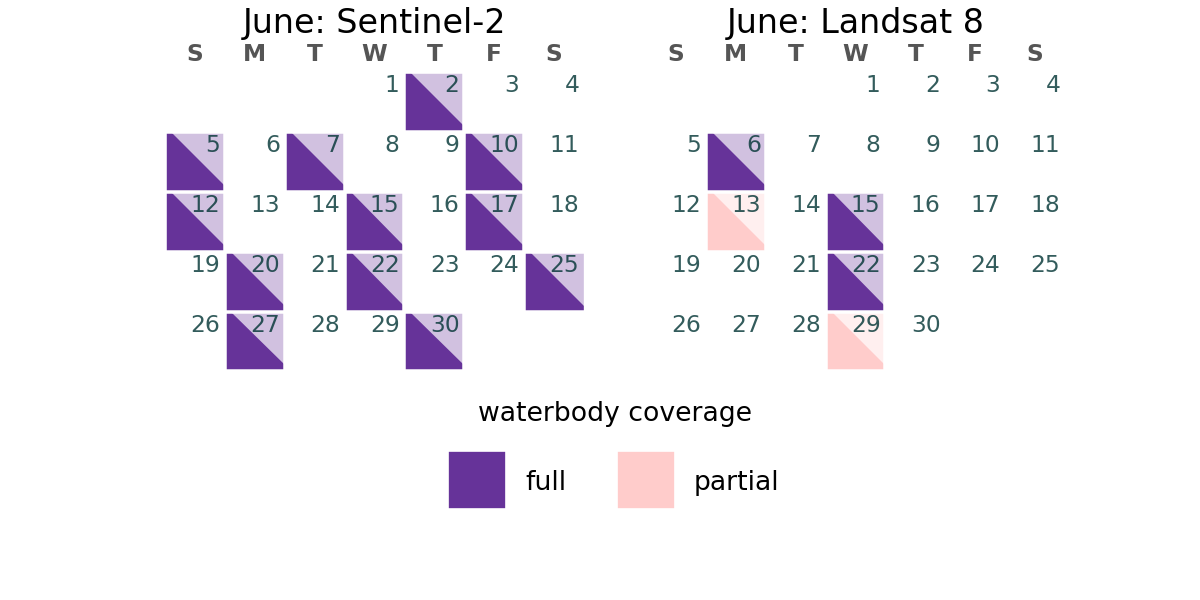 June: Sentinel-2
S M T W T F S
1 2 3 4
5 6 7 8 9 10 11
12 13 14 15 16 17 18
19 20 21 22 23 24 25
26 27 28 29 30
June: Landsat 8
S M T W T F S
1 2 3 4
5 6 7 8 9 10 11
12 13 14 15 16 17 18
19 20 21 22 23 24 25
26 27 28 29 30
waterbody coverage
full partial